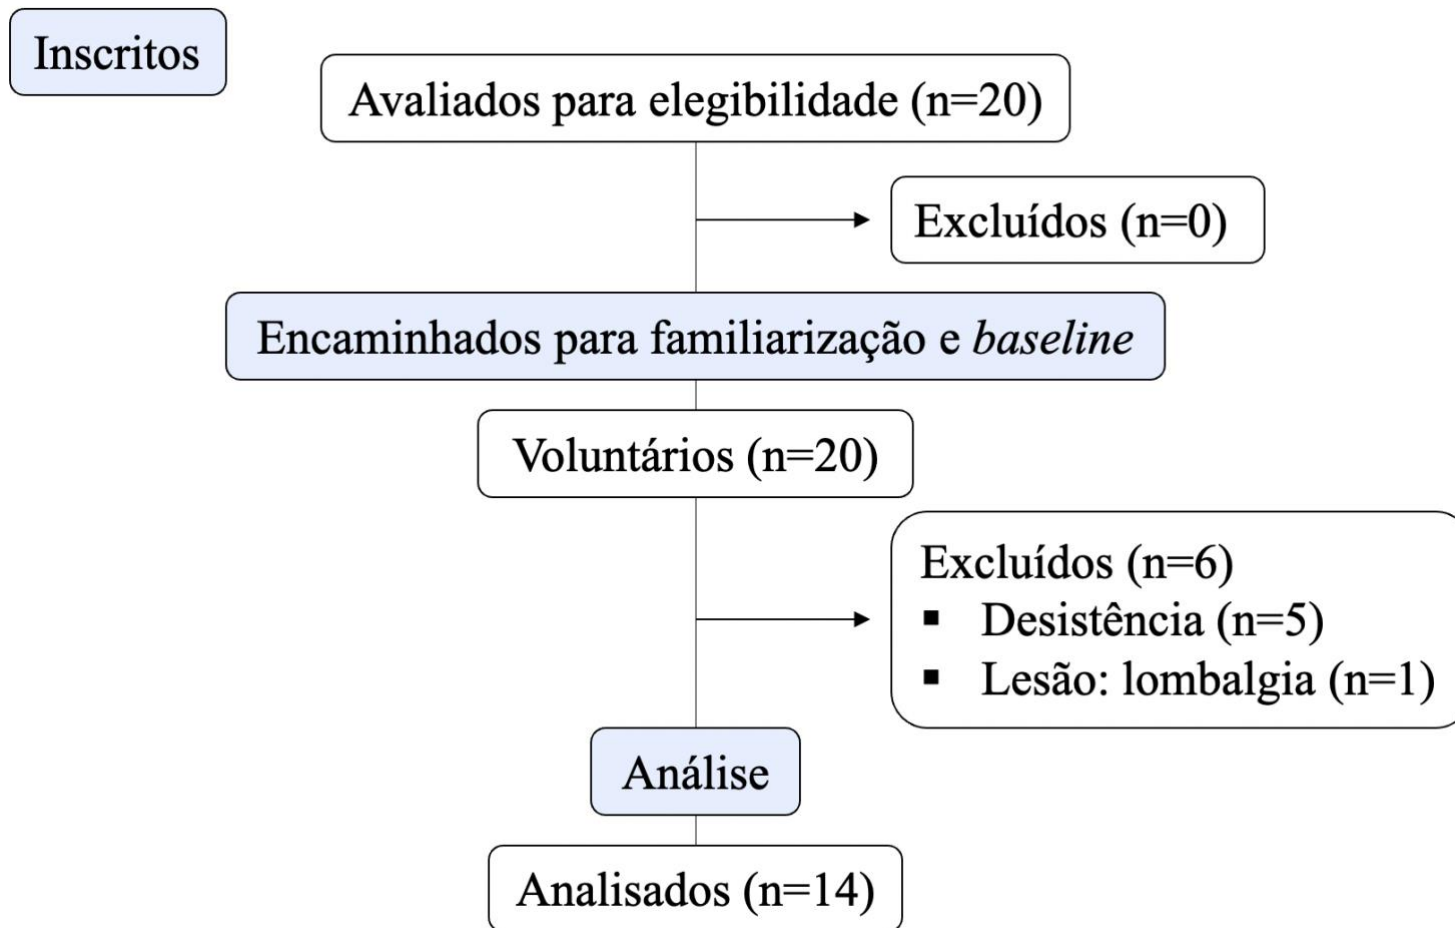 Inscritos
Avaliados para elegibilidade (n=20)
Excluídos (n=0)
Encaminhados para familiarização e baseline
Voluntários (n=20)
Excluídos (n=6)
▪ Desistência (n=5)
▪ Lesão: lombalgia (n=1)
Análise
Analisados (n=14)